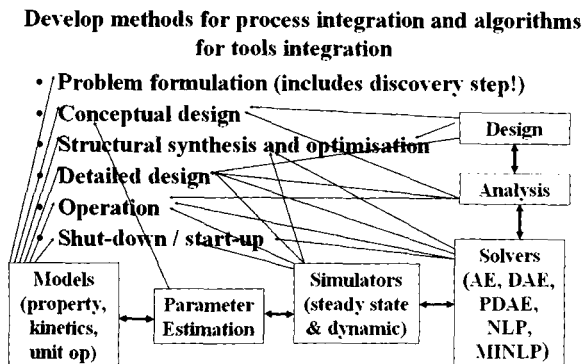 Develop methods for process integration and algorithms
for tools integration
• Problem formulation (includes discovery step!)
• Conceptual design
• Structural synthesis and optimisation
• Detailed design
• Operation
• Shut-down / start-up
Design
Analysis
Models
(property,
kinetics,
unit op)
Parameter
Estimation
Simulators
(steady state
& dynamic)
Solvers
(AE, DAE,
PDAE,
NLP,
MINLP)